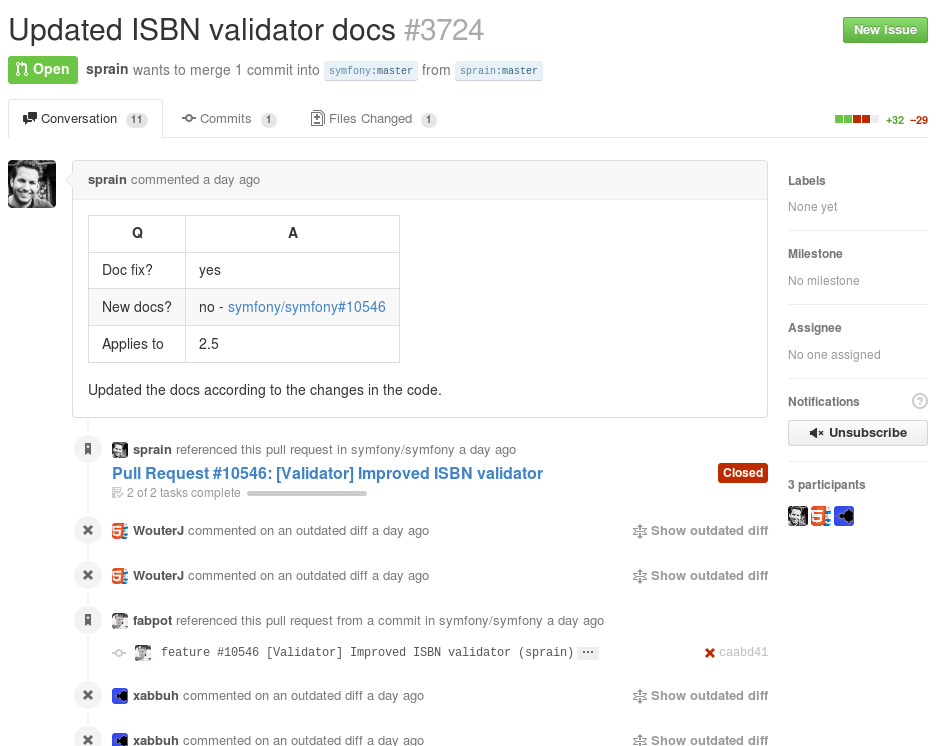 Updated ISBN validator docs #3724
New issue
Open sprain wants to merge 1 commit into symfony:master from sprain:master
Conversation 11 Commits 1 Files Changed 1 +32 −29
sprain commented a day ago
Q A
Doc fix? yes
New docs? no - symfony/symfony#10546
Applies to 2.5
Updated the docs according to the changes in the code.
Labels
None yet
Milestone
No milestone
Assignee
No one assigned
Notifications ?
Unsubscribe
3 participants
sprain referenced this pull request in symfony/symfony a day ago
Pull Request #10546: [Validator] Improved ISBN validator Closed
2 of 2 tasks complete
WouterJ commented on an outdated diff a day ago Show outdated diff
WouterJ commented on an outdated diff a day ago Show outdated diff
fabpot referenced this pull request from a commit in symfony/symfony a day ago
feature #10546 [Validator] Improved ISBN validator (sprain) ... caabd41
xabbuh commented on an outdated diff a day ago Show outdated diff
xabbuh commented on an outdated diff a day ago Show outdated diff